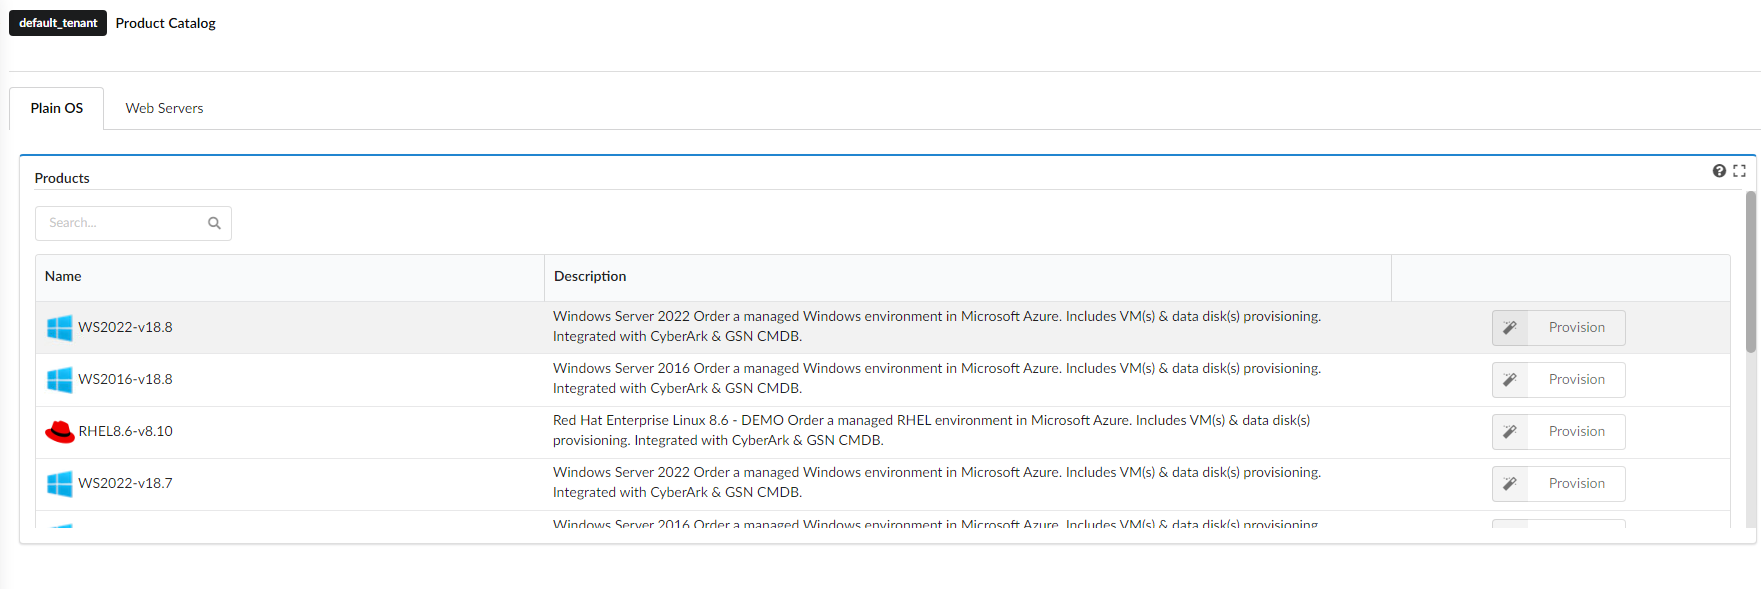 default_tenant Product Catalog
Plain OS Web Servers
Products
Search...
Name Description
WS2022-v18.8 Windows Server 2022 Order a managed Windows environment in Microsoft Azure. Includes VM(s) & data disk(s) provisioning. Provision
Integrated with CyberArk & GSN CMDB.
WS2016-v18.8 Windows Server 2016 Order a managed Windows environment in Microsoft Azure. Includes VM(s) & data disk(s) provisioning. Provision
Integrated with CyberArk & GSN CMDB.
RHEL8.6-v8.10 Red Hat Enterprise Linux 8.6 - DEMO Order a managed RHEL environment in Microsoft Azure. Includes VM(s) & data disk(s) Provision
provisioning. Integrated with CyberArk & GSN CMDB.
WS2022-v18.7 Windows Server 2022 Order a managed Windows environment in Microsoft Azure. Includes VM(s) & data disk(s) provisioning. Provision
Integrated with CyberArk & GSN CMDB.
Windows Server 2016 Order a managed Windows environment in Microsoft Azure. Includes VM(s) & data disk(s) provisioning.